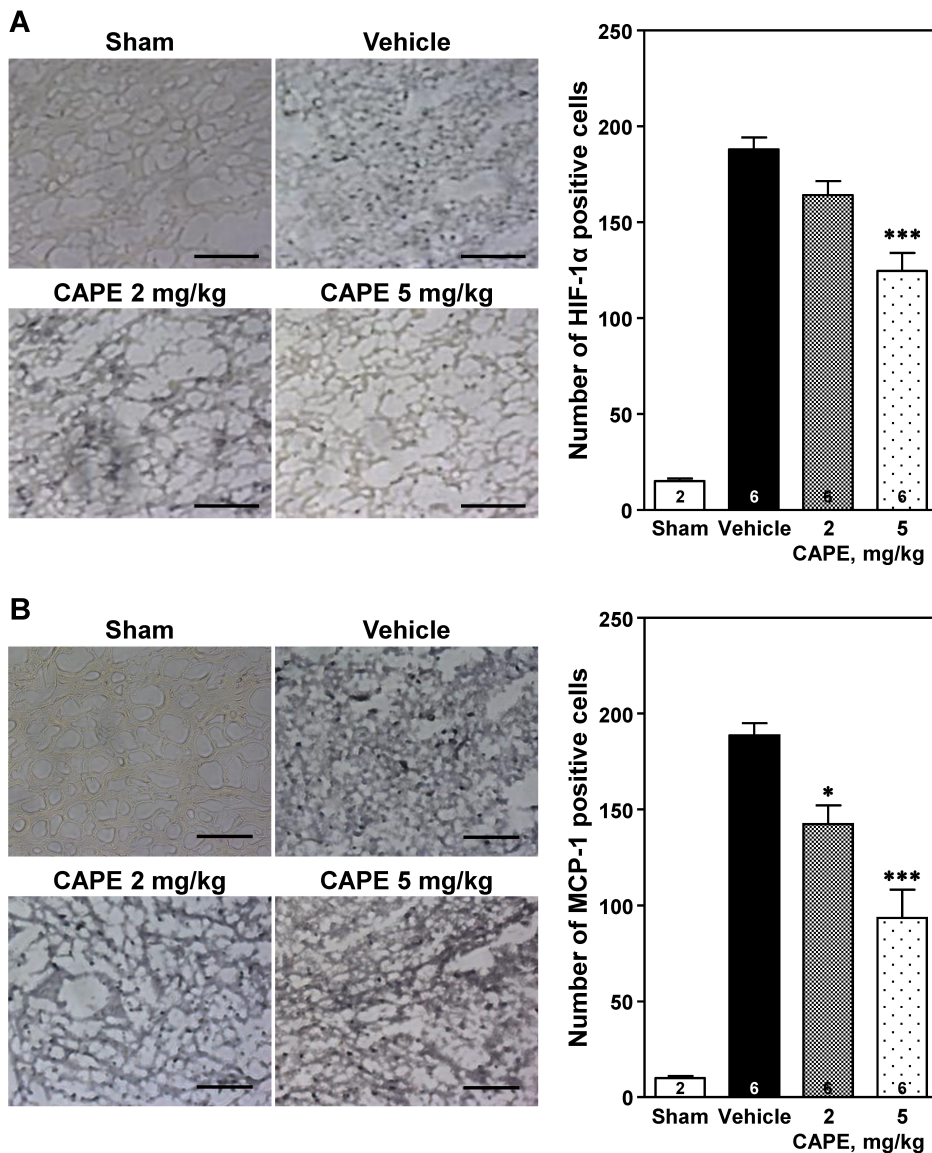 A
Sham
Vehicle
CAPE 2 mg/kg
CAPE 5 mg/kg
Number of HIF-1α positive cells
250
200
150
100
50
0
***
2
6
6
Sham
Vehicle
2
5
CAPE, mg/kg
B
Sham
Vehicle
CAPE 2 mg/kg
CAPE 5 mg/kg
Number of MCP-1 positive cells
250
200
150
100
50
0
*
***
2
6
6
Sham
Vehicle
2
5
CAPE, mg/kg